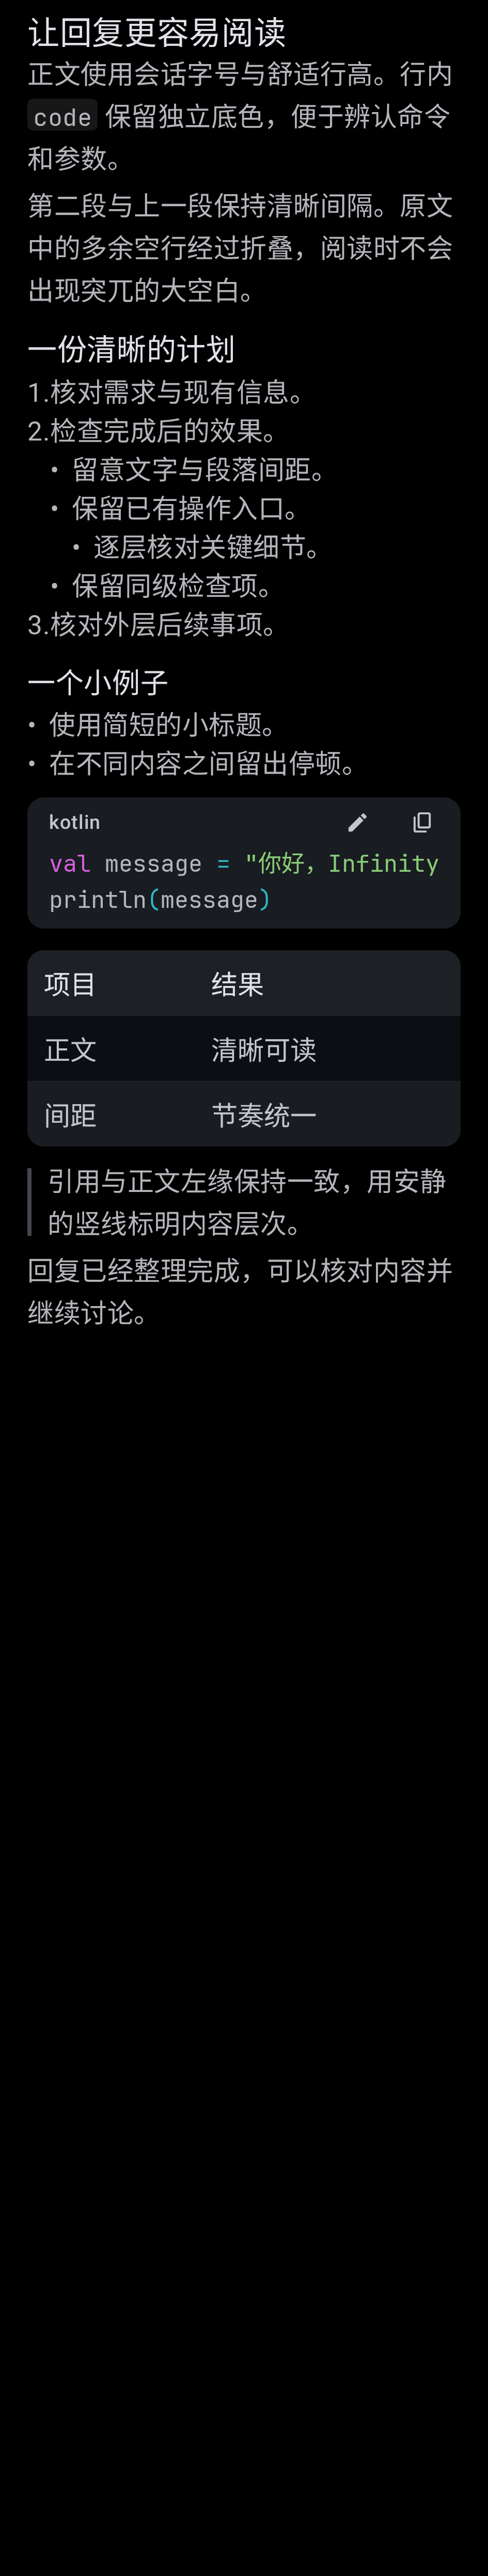 让回复更容易阅读
正文使用会话字号与舒适行高。行内
code 保留独立底色，便于辨认命令
和参数。
第二段与上一段保持清晰间隔。原文
中的多余空行经过折叠，阅读时不会
出现突兀的大空白。
一份清晰的计划
1.核对需求与现有信息。
2.检查完成后的效果。
• 留意文字与段落间距。
• 保留已有操作入口。
• 逐层核对关键细节。
• 保留同级检查项。
3.核对外层后续事项。
一个小例子
• 使用简短的小标题。
• 在不同内容之间留出停顿。
kotlin
val message = "你好，Infinity
println(message)
项目 结果
正文 清晰可读
间距 节奏统一
引用与正文左缘保持一致，用安静
的竖线标明内容层次。
回复已经整理完成，可以核对内容并
继续讨论。